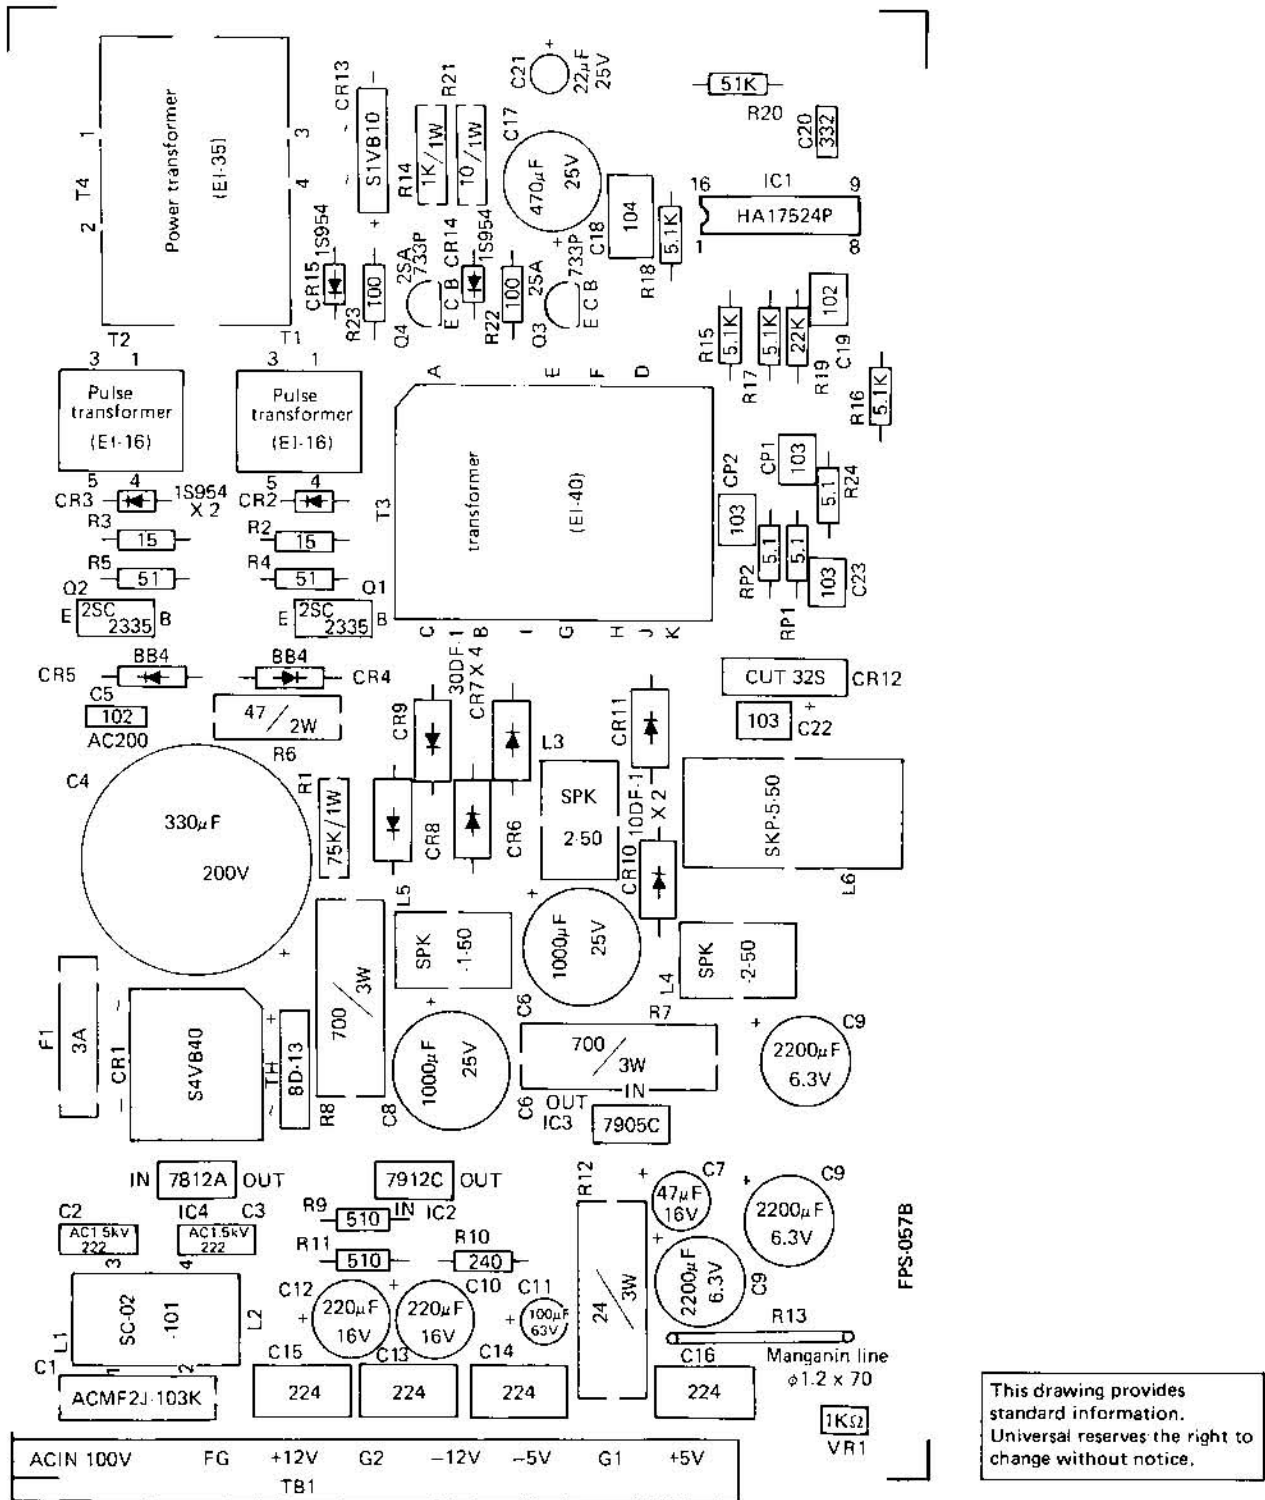 CR13
R21
C21
+
22μF
25V
51K
R20
C20
332
1
T4
2
Power transformer
(EI-35)
3
4
~
S1VB10
~
+
R14
1K/1W
10/1W
C17
470μF
25V
+
C18
104
R18
5.1K
16
IC1
9
HA17524P
1
8
CR15
1S954
R23
100
2SA
733P
Q4
E C B
CR14
1S954
R22
100
2SA
733P
Q3
E C B
R15
5.1K
R17
5.1K
22K
R19
102
C19
R16
5.1K
T2
3 1
Pulse
transformer
(EI-16)
5 4
T1
3 1
Pulse
transformer
(EI-16)
5 4
A
E
F
D
T3
transformer
(EI-40)
C
B
I
G
H
J
K
CP2
103
CP1
103
5.1
R24
RP2
5.1
5.1
RP1
103
C23
CR3
1S954
X 2
CR2
R3
15
R2
15
R5
51
R4
51
Q2
E
2SC
2335
B
Q1
E
2SC
2335
B
CR5
BB4
BB4
CR4
C5
102
AC200
47/2W
R6
30DF-1
CR7 X 4
CR9
CR8
CR6
CR11
CR10
10DF-1
X 2
CUT 32S
CR12
103
+
C22
C4
330μF
200V
+
R1
75K/1W
L3
SPK
2-50
SKP-5-50
L6
L5
SPK
-1-50
+
1000μF
25V
C6
L4
SPK
-2-50
F1
3A
CR1
~
+
S4VB40
–
~
TH
8D-13
700/3W
R8
+
1000μF
25V
C8
R7
700/3W
C6
OUT
IN
IC3
7905C
+
C9
2200μF
6.3V
IN
7812A
OUT
IC4
7912C
OUT
IN
IC2
R12
24/3W
+
C7
47μF
16V
+
C9
2200μF
6.3V
+
2200μF
6.3V
C9
FPS-057B
C2
AC1.5kV
222
C3
AC1.5kV
222
R9
510
R11
510
R10
240
3
4
L1
SC-02
-101
L2
1
2
C12
+
220μF
16V
+
C10
220μF
16V
C11
+
100μF
63V
R13
Manganin line
φ1.2 x 70
C1
ACMF2J-103K
C15
224
C13
224
C14
224
C16
224
1KΩ
VR1
ACIN 100V FG +12V G2 –12V –5V G1 +5V
TB1
This drawing provides
standard information.
Universal reserves the right to
change without notice.